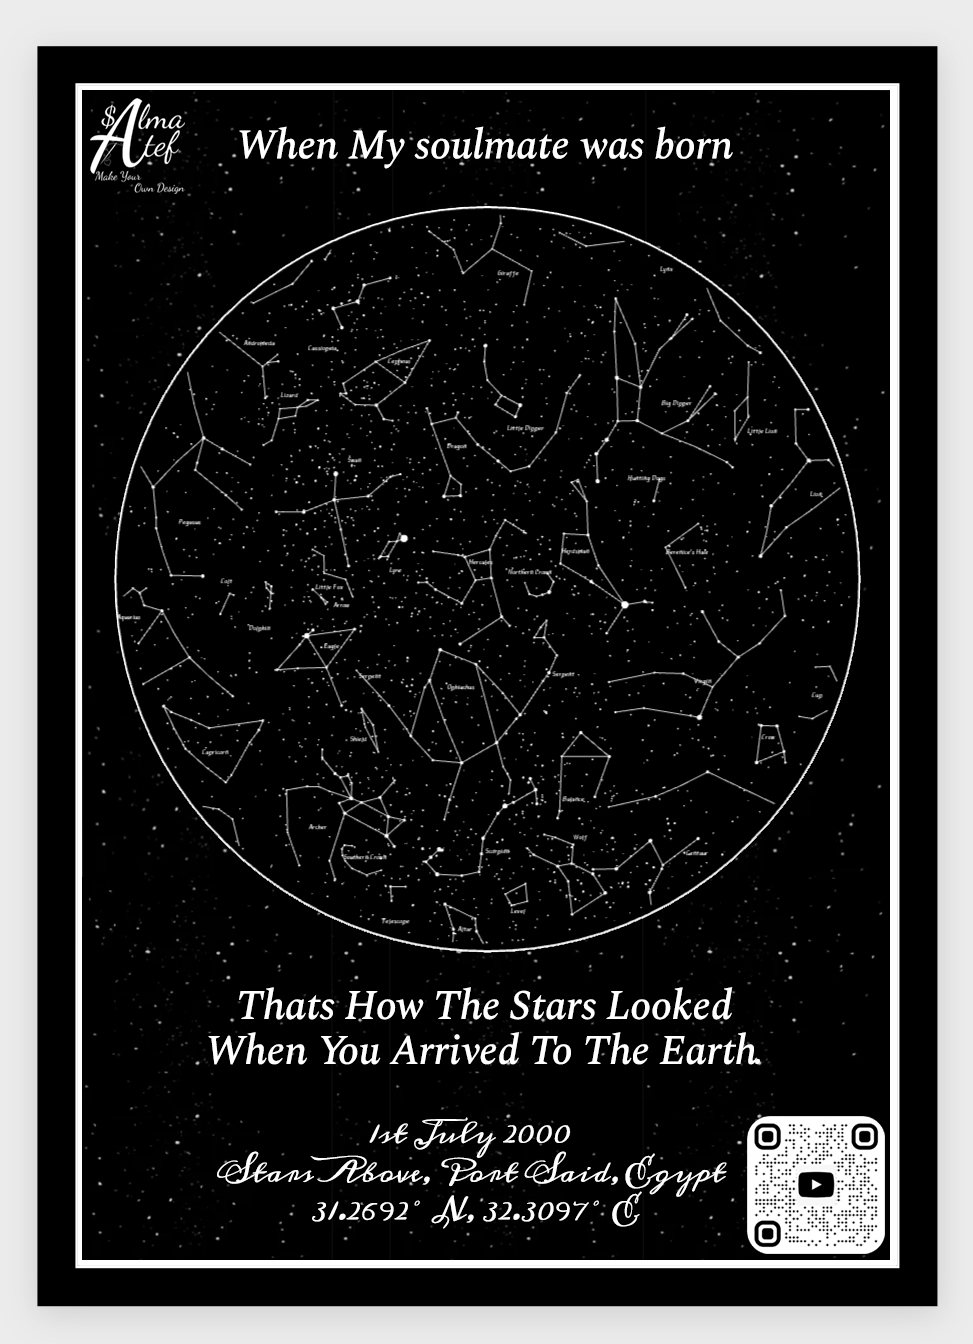 $Alma
Atef
Make Your
Own Design
When My soulmate was born
Giraffe
Lynx
Andromeda
Cassiopeia
Cepheus
Lizard
Big Dipper
Little Dipper
Little Lion
Dragon
Swan
Hunting Dogs
Lion
Pegasus
Herdsman
Berenice's Hair
Hercules
Lyre
Northern Crown
Colt
Little Fox
Arrow
Aquarius
Dolphin
Eagle
Serpent
Serpent
Virgin
Ophiuchus
Cup
Shield
Crow
Capricorn
Balance
Archer
Wolf
Southern Crown
Scorpion
Centaur
Level
Telescope
Altar
Thats How The Stars Looked
When You Arrived To The Earth.
1st July 2000
Stars Above, Port Said, Egypt
31.2692° N, 32.3097° E